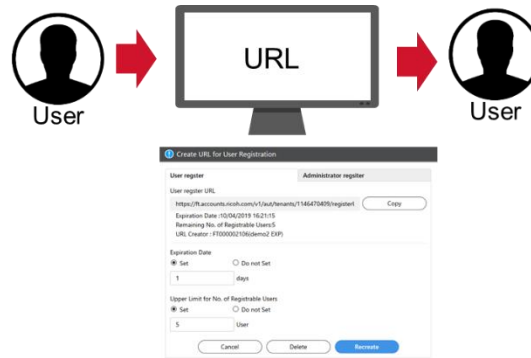 URL
User
User
Create URL for User Registration
User regster
Administrator regster
User regster URL
https://ft.accounts.ricoh.com/v1/aut/tenants/1146470409/registerl
Copy
Expiration Date :10/04/2019 16:21:15
Remaining No. of Registrable Users:5
URL Creator : FT000002106(demo2 EXP)
Expiration Date
Set
Do not Set
1
days
Upper Limit for No. of Registrable Users
Set
Do not Set
5
User
Cancel
Delete
Recreate